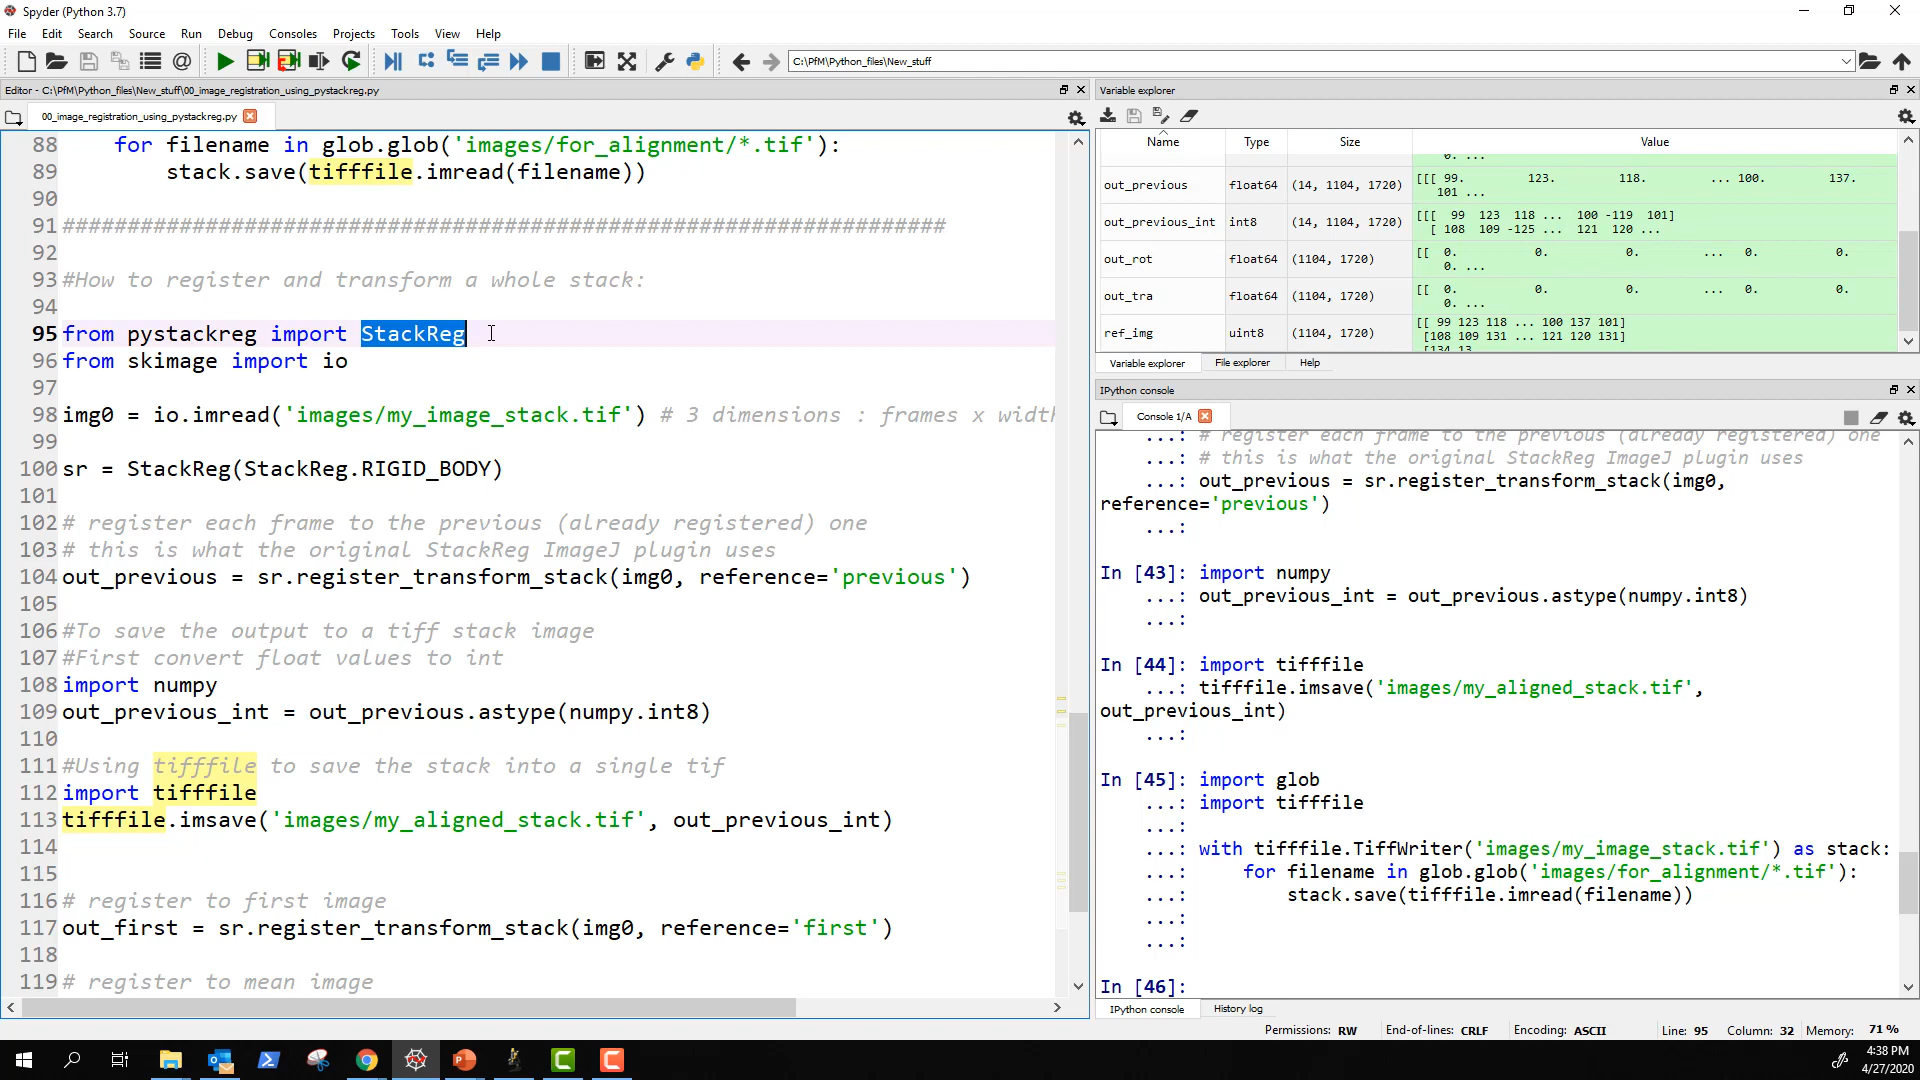 Spyder (Python 3.7)
File Edit Search Source Run Debug Consoles Projects Tools View Help
C:\PfM\Python_files\New_stuff
Editor - C:\PfM\Python_files\New_stuff\00_image_registration_using_pystackreg.py
00_image_registration_using_pystackreg.py
88 for filename in glob.glob('images/for_alignment/*.tif'):
89 stack.save(tifffile.imread(filename))
90
91 ####################################################################
92
93 #How to register and transform a whole stack:
94
95 from pystackreg import StackReg
96 from skimage import io
97
98 img0 = io.imread('images/my_image_stack.tif') # 3 dimensions : frames x width
99
100 sr = StackReg(StackReg.RIGID_BODY)
101
102 # register each frame to the previous (already registered) one
103 # this is what the original StackReg ImageJ plugin uses
104 out_previous = sr.register_transform_stack(img0, reference='previous')
105
106 #To save the output to a tiff stack image
107 #First convert float values to int
108 import numpy
109 out_previous_int = out_previous.astype(numpy.int8)
110
111 #Using tifffile to save the stack into a single tif
112 import tifffile
113 tifffile.imsave('images/my_aligned_stack.tif', out_previous_int)
114
115
116 # register to first image
117 out_first = sr.register_transform_stack(img0, reference='first')
118
119 # register to mean image
Variable explorer
Name Type Size Value
0. ...
out_previous float64 (14, 1104, 1720) [[[ 99. 123. 118. ... 100. 137.
101 ...
out_previous_int int8 (14, 1104, 1720) [[[ 99 123 118 ... 100 -119 101]
[ 108 109 -125 ... 121 120 ...
out_rot float64 (1104, 1720) [[ 0. 0. 0. ... 0. 0.
0. ...
out_tra float64 (1104, 1720) [[ 0. 0. 0. ... 0. 0.
0. ...
ref_img uint8 (1104, 1720) [[ 99 123 118 ... 100 137 101]
[108 109 131 ... 121 120 131]
[134 13
Variable explorer File explorer Help
IPython console
Console 1/A
...: # register each frame to the previous (already registered) one
...: # this is what the original StackReg ImageJ plugin uses
...: out_previous = sr.register_transform_stack(img0,
reference='previous')
...:
In [43]: import numpy
...: out_previous_int = out_previous.astype(numpy.int8)
...:
In [44]: import tifffile
...: tifffile.imsave('images/my_aligned_stack.tif',
out_previous_int)
...:
In [45]: import glob
...: import tifffile
...:
...: with tifffile.TiffWriter('images/my_image_stack.tif') as stack:
...: for filename in glob.glob('images/for_alignment/*.tif'):
...: stack.save(tifffile.imread(filename))
...:
...:
In [46]:
IPython console History log
Permissions: RW End-of-lines: CRLF Encoding: ASCII Line: 95 Column: 32 Memory: 71 %
4:38 PM
4/27/2020